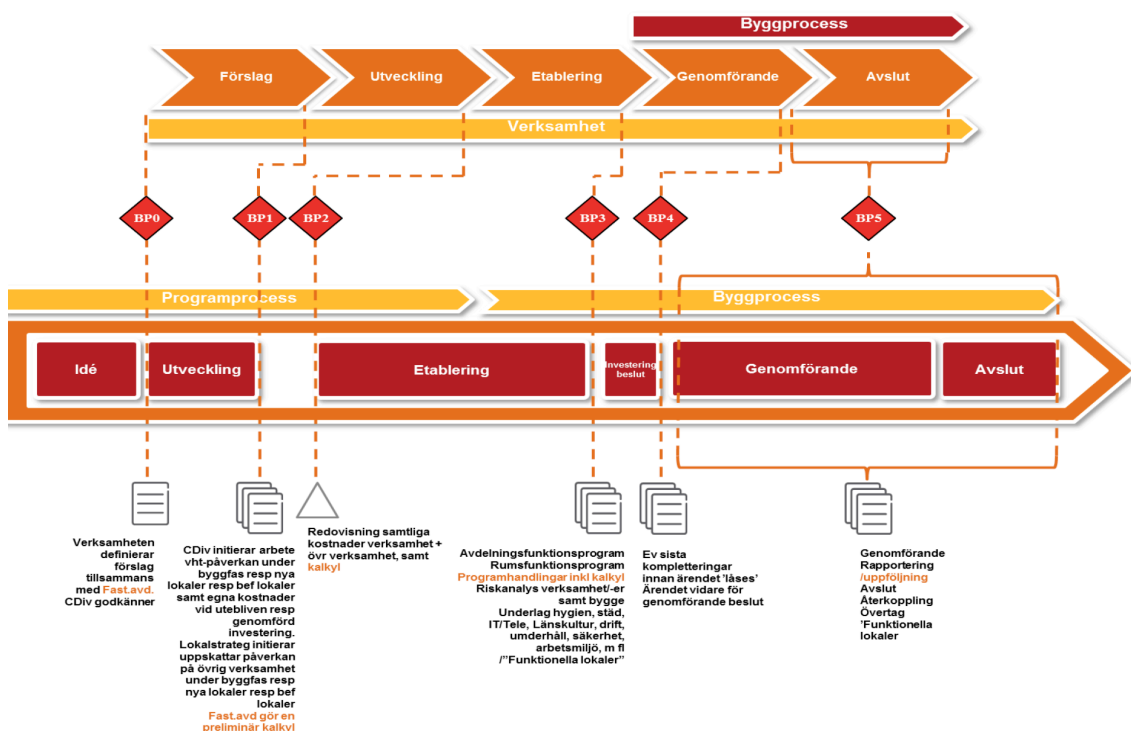 Byggprocess
Förslag
Utveckling
Etablering
Genomförande
Avslut
Verksamhet
BP0
BP1
BP2
BP3
BP4
BP5
Programprocess
Byggprocess
Idé
Utveckling
Etablering
Investering
beslut
Genomförande
Avslut
Verksamheten
definierar
förslag
tillsammans
med Fast.avd.
CDiv godkänner
CDiv initierar arbete
vht-påverkan under
byggfas resp nya
lokaler resp bef lokaler
samt egna kostnader
vid utebliven resp
genomförd
investering.
Lokalstrateg initierar
uppskattar påverkan
på övrig verksamhet
under byggfas resp
nya lokaler resp bef
lokaler
Fast.avd gör en
preliminär kalkyl
Redovisning samtliga
kostnader verksamhet +
övr verksamhet, samt
kalkyl
Avdelningsfunktionsprogram
Rumsfunktionsprogram
Programhandlingar inkl kalkyl
Riskanalys verksamhet/-er
samt bygge
Underlag hygien, städ,
IT/Tele, Länskultur, drift,
umderhåll, säkerhet,
arbetsmiljö, m fl
/”Funktionella lokaler”
Ev sista
kompletteringar
innan ärendet 'låses'
Ärendet vidare för
genomförande beslut
Genomförande
Rapportering
/uppföljning
Avslut
Återkoppling
Övertag
'Funktionella
lokaler